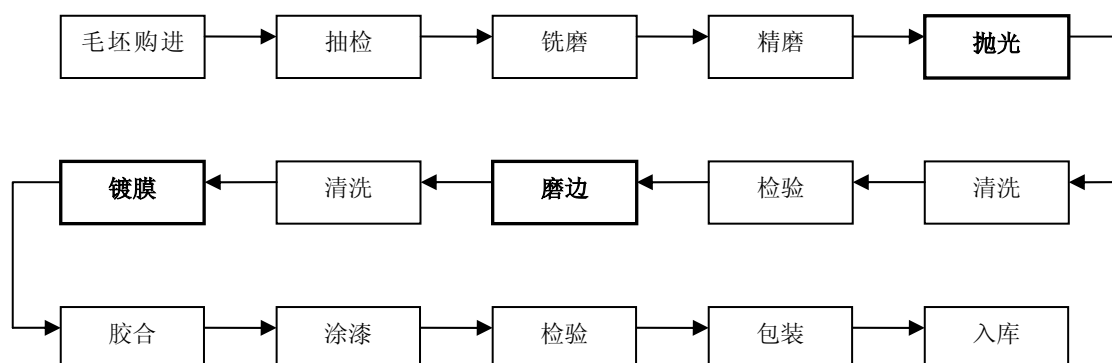 毛坯购进 抽检 铣磨 精磨 抛光
镀膜 清洗 磨边 检验 清洗
胶合 涂漆 检验 包装 入库